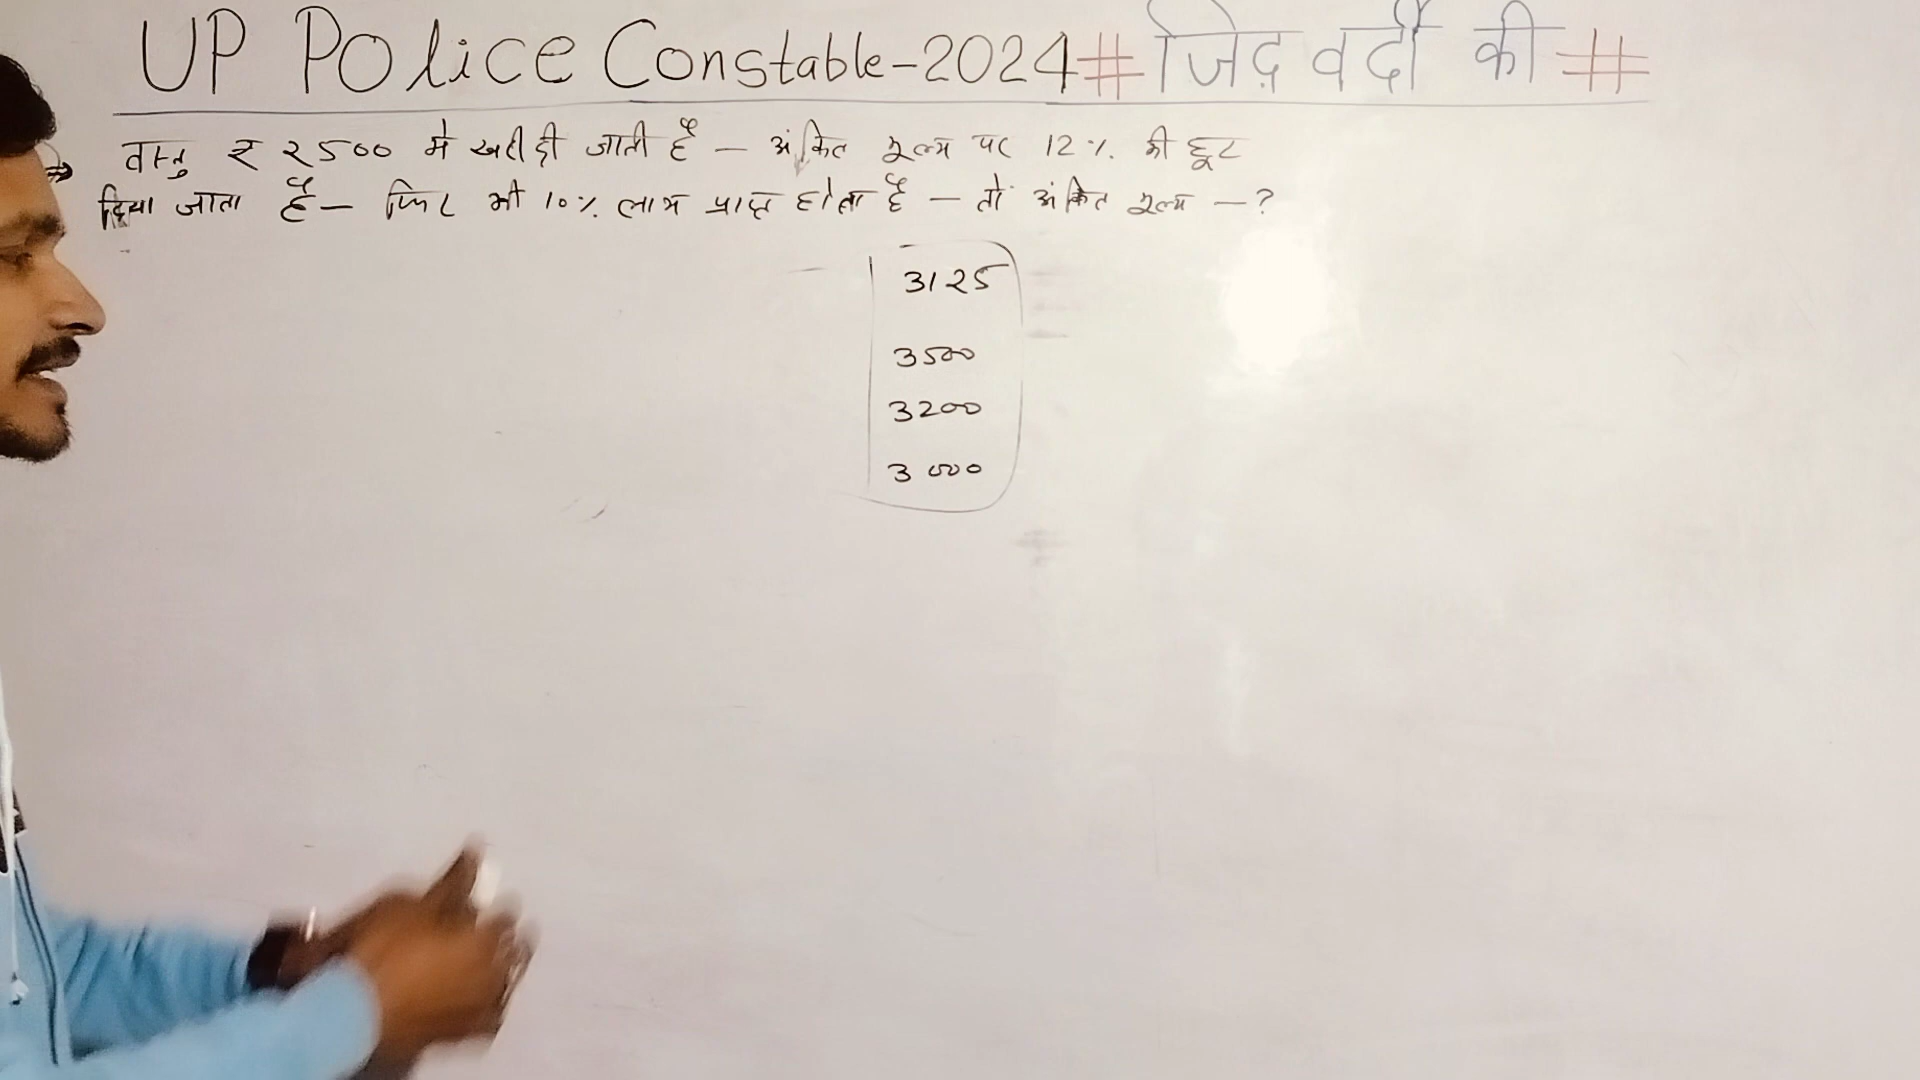 UP Police Constable-2024 # जिद वर्दी की #
→ वस्तु ₹ 2500 मे खरीदी जाती है – अंकित मूल्य पर 12%. की छूट
दिया जाता है – फिर भी 10%. लाभ प्राप्त होता है – तो अंकित मूल्य – ?
3125
3500
3200
3000